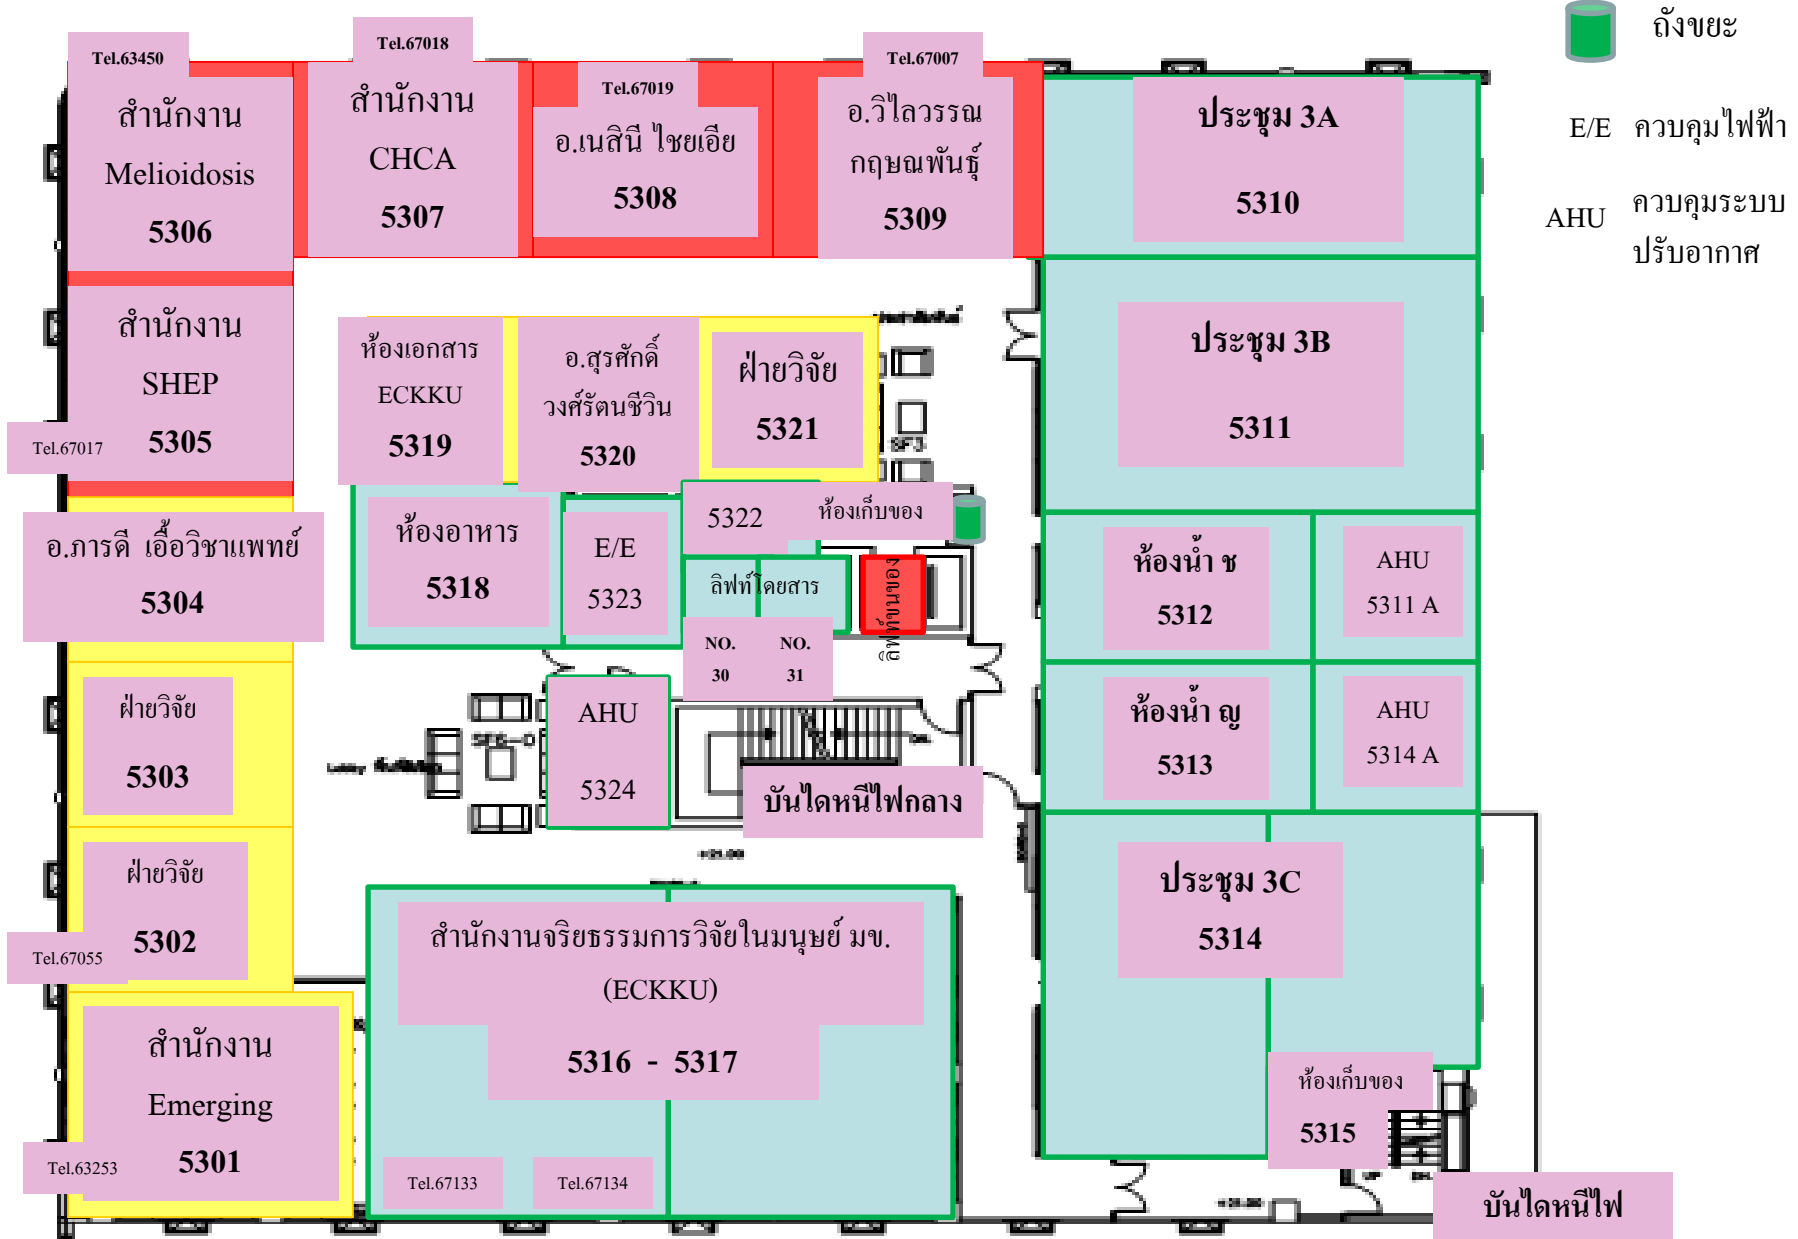 ถังขยะ
E/E ควบคุมไฟฟ้า
AHU ควบคุมระบบ
ปรับอากาศ
Tel.63450
สำนักงาน
Melioidosis
5306
Tel.67018
สำนักงาน
CHCA
5307
Tel.67019
อ.เนสินี ไชยเอีย
5308
Tel.67007
อ.วิไลวรรณ
กฤษณพันธุ์
5309
ประชุม 3A
5310
สำนักงาน
SHEP
5305
Tel.67017
ห้องเอกสาร
ECKKU
5319
อ.สุรศักดิ์
วงศ์รัตนชีวิน
5320
ฝ่ายวิจัย
5321
SF3
ประชุม 3B
5311
อ.ภารดี เอื้อวิชาแพทย์
5304
ห้องอาหาร
5318
E/E
5323
5322
ห้องเก็บของ
ลิฟท์โดยสาร
ลิฟท์ขนของ
NO.
30
NO.
31
ห้องน้ำ ช
5312
AHU
5311 A
ฝ่ายวิจัย
5303
Lobby
AHU
5324
บันไดหนีไฟกลาง
ห้องน้ำ ญ
5313
AHU
5314 A
ฝ่ายวิจัย
5302
Tel.67055
+21.00
สำนักงานจริยธรรมการวิจัยในมนุษย์ มข.
(ECKKU)
5316 - 5317
Tel.67133
Tel.67134
ประชุม 3C
5314
สำนักงาน
Emerging
5301
Tel.63253
ห้องเก็บของ
5315
บันไดหนีไฟ